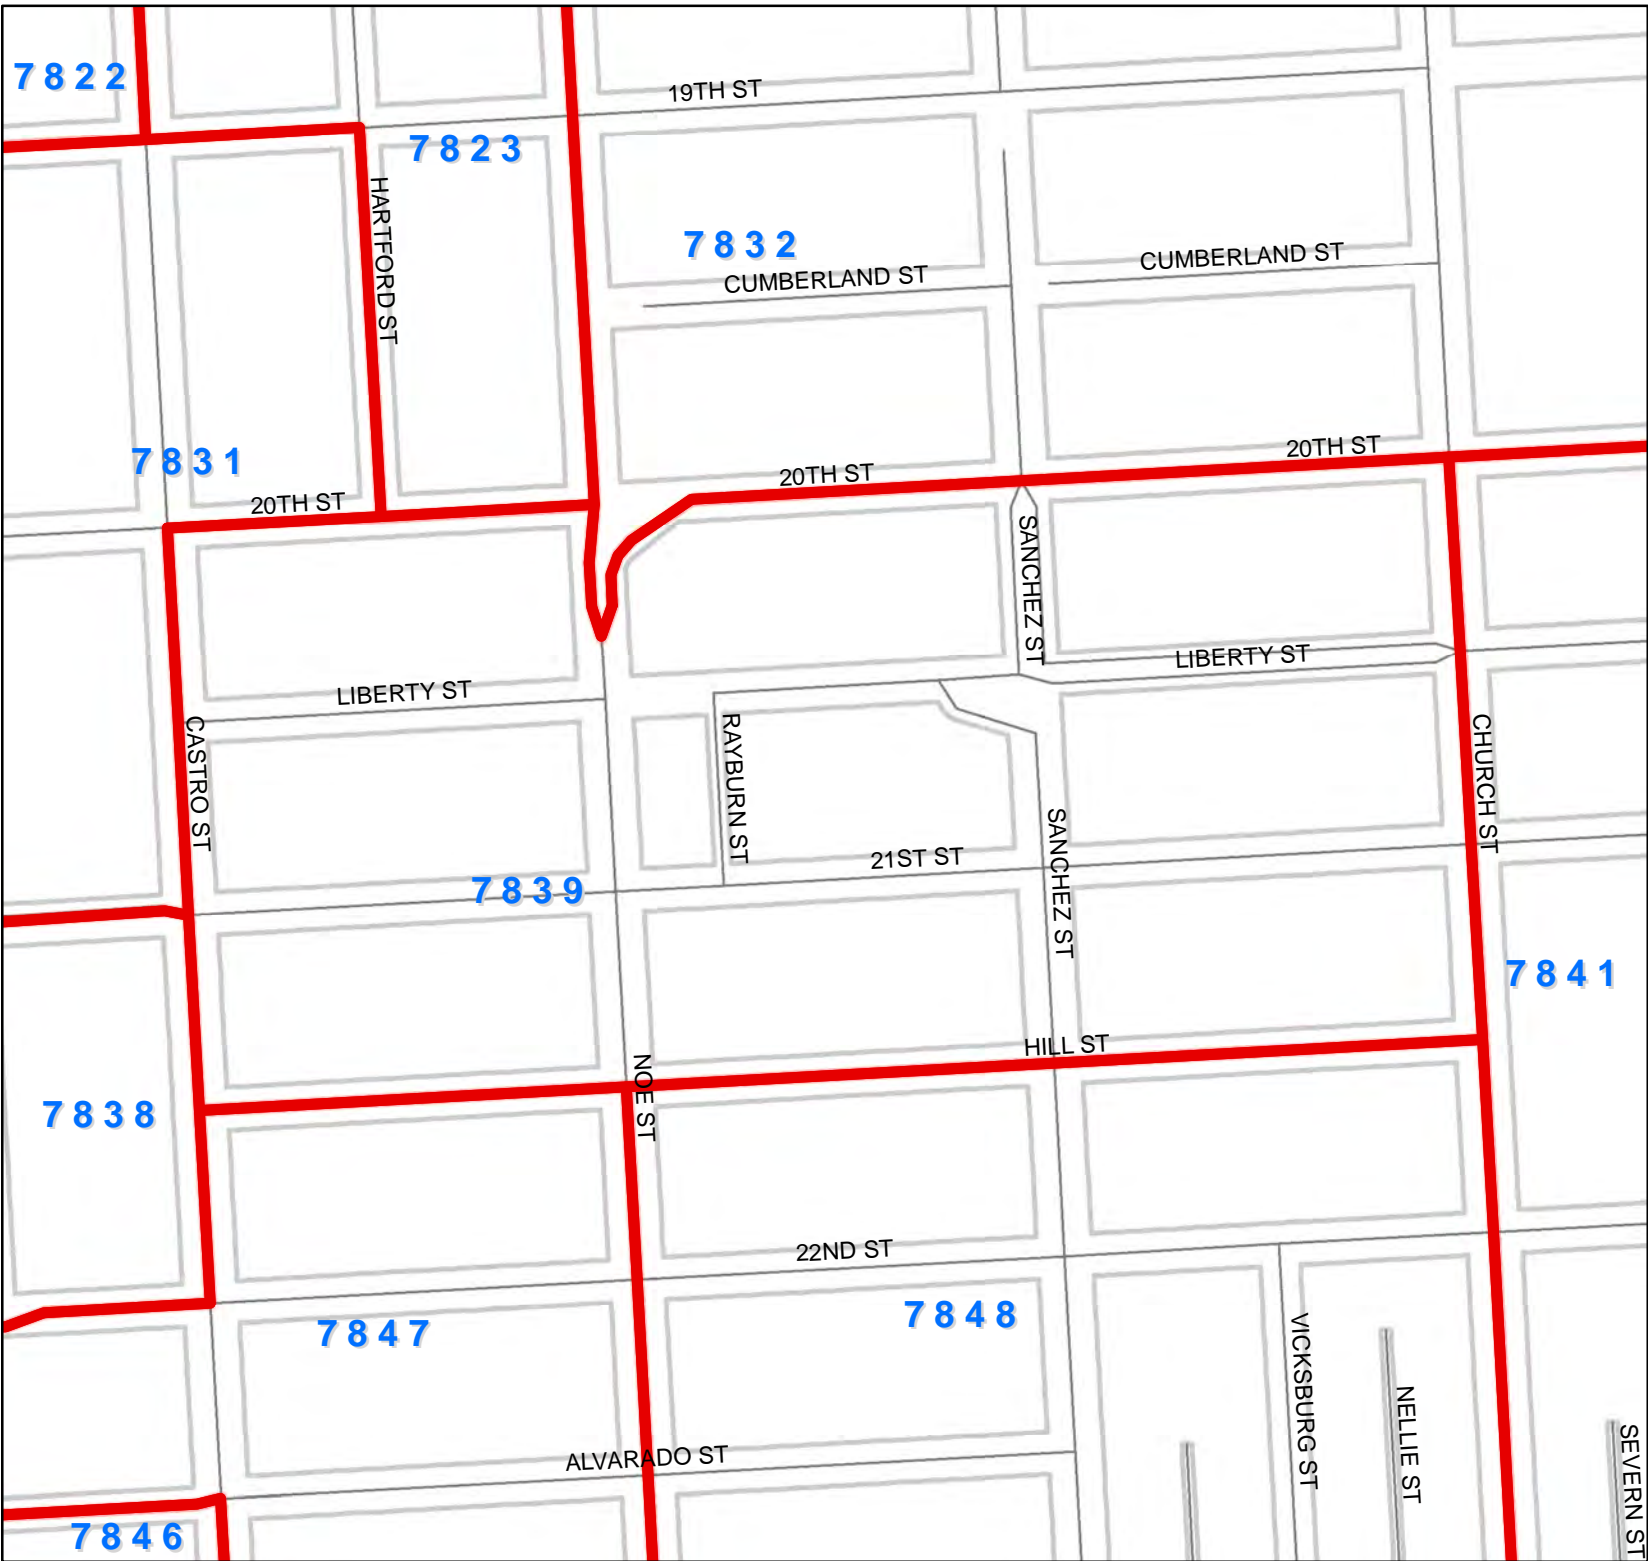 7822
19TH ST
7823
HARTFORD ST
7832
CUMBERLAND ST
CUMBERLAND ST
7831
20TH ST
20TH ST
20TH ST
SANCHEZ ST
LIBERTY ST
LIBERTY ST
CASTRO ST
RAYBURN ST
CHURCH ST
SANCHEZ ST
21ST ST
7839
7841
HILL ST
NOE ST
7838
22ND ST
7847
7848
VICKSBURG ST
NELLIE ST
SEVERN ST
ALVARADO ST
7846